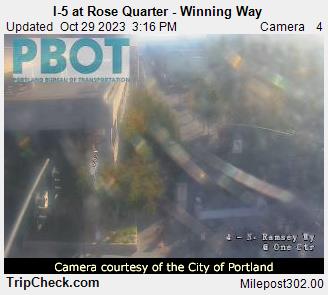 I-5 at Rose Quarter - Winning Way
Updated Oct 29 2023 3:16 PM Camera 4
PBOT
PORTLAND BUREAU OF TRANSPORTATION
4 - N. Ramsey Wy
@ One Ctr
Camera courtesy of the City of Portland
TripCheck.com Milepost302.00